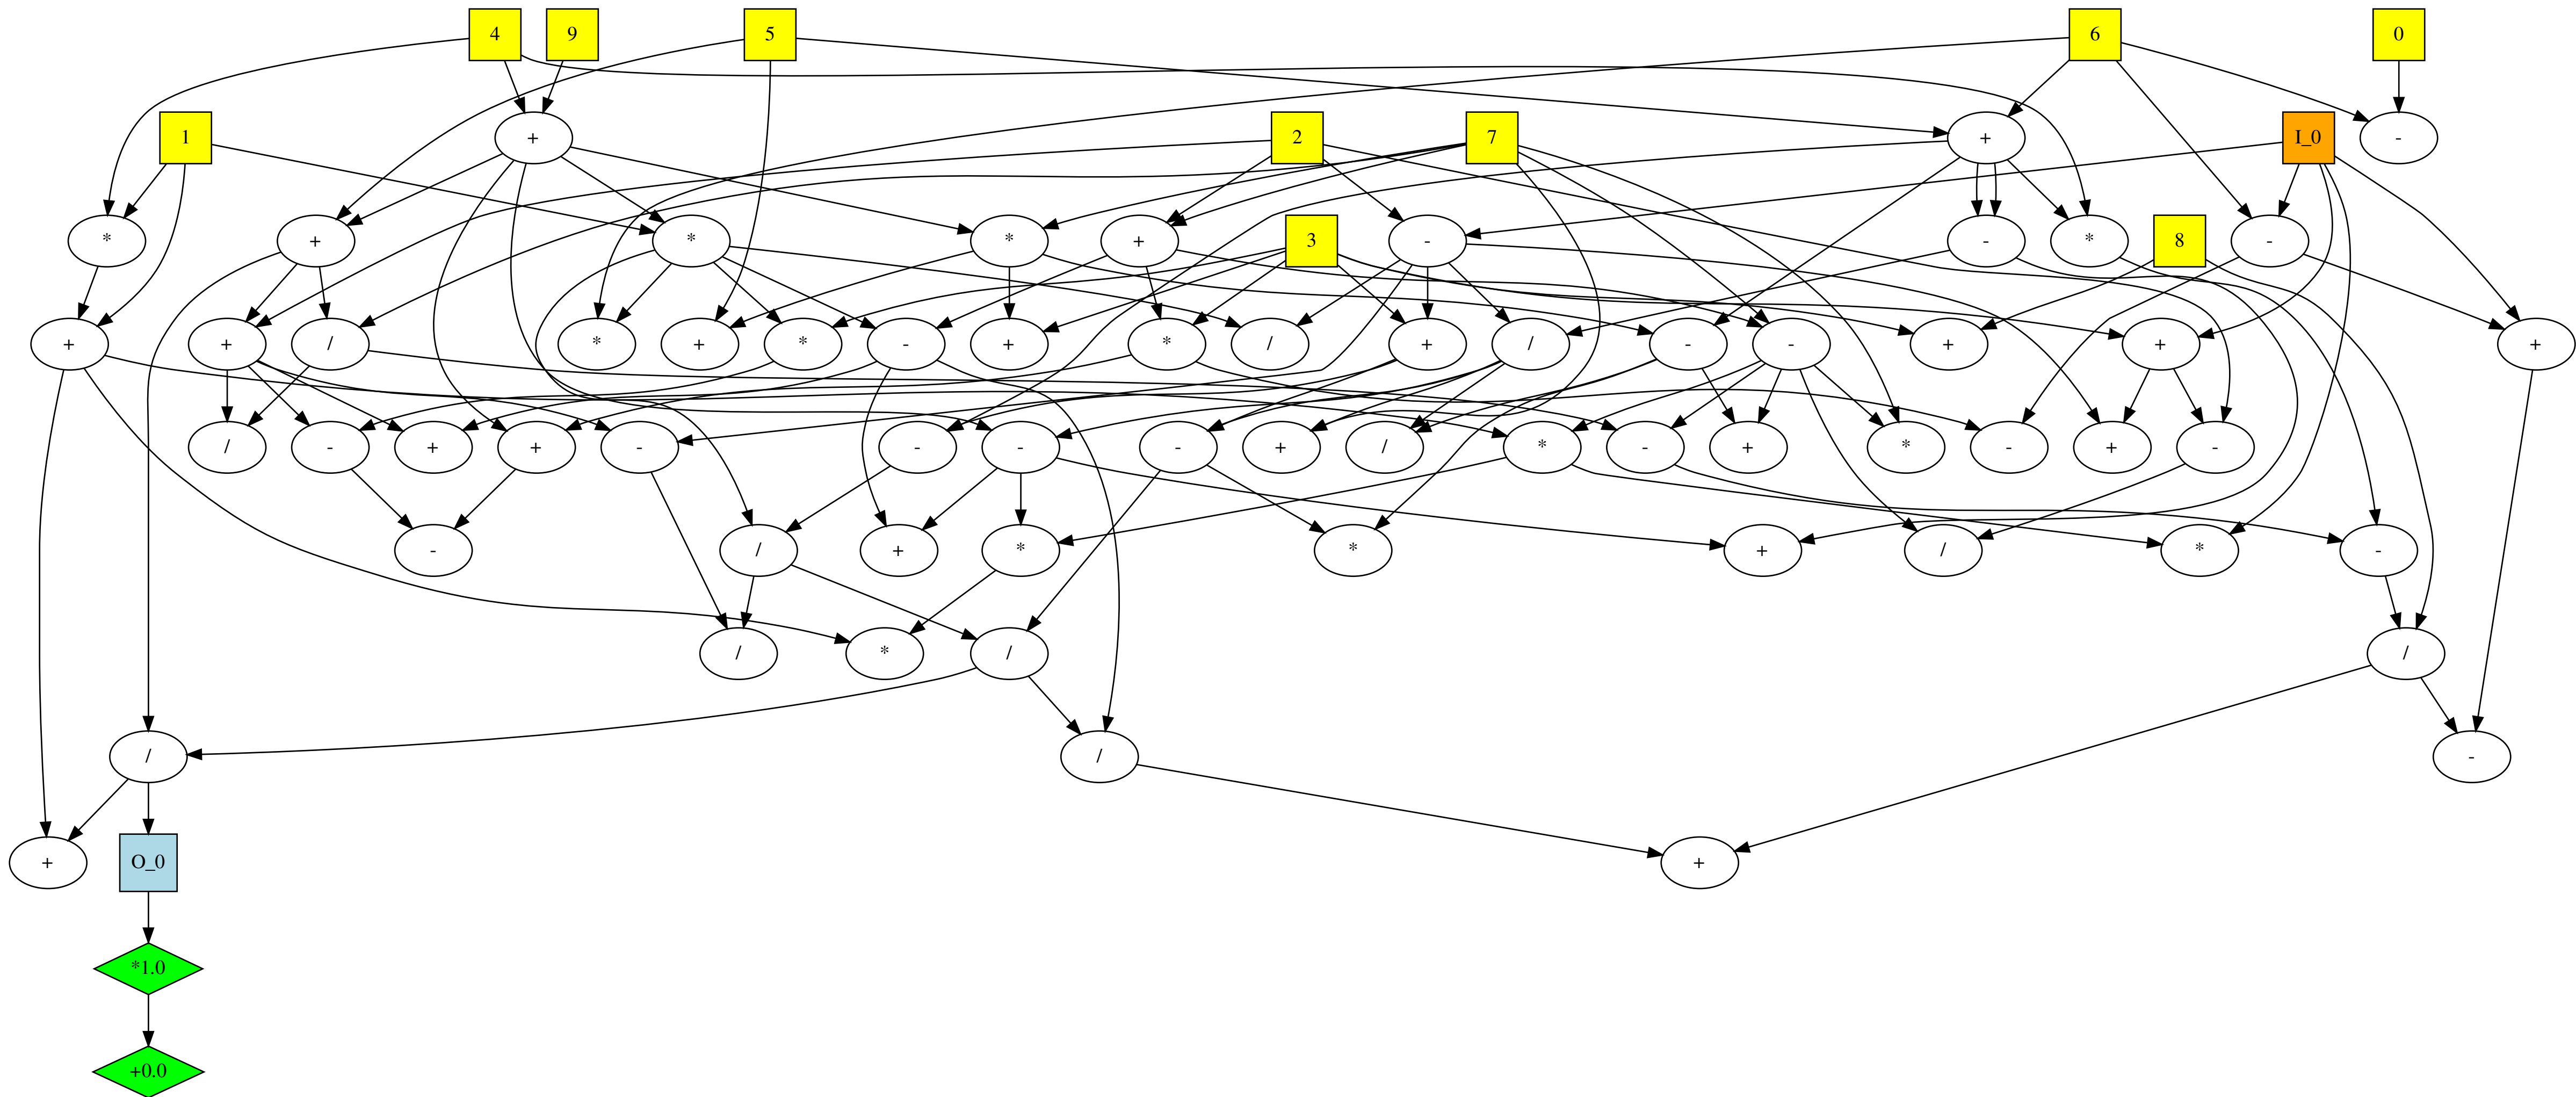 4 9 5 6 0
1 + 2 7 + I_0 -
* + * * + 3 - - * 8 -
+ + / * + * - + * / + / - - + + +
/ - + + - - - - + / * - + * - + -
- / + * * + / * -
/ * / /
/ / -
+ O_0 +
*1.0
+0.0